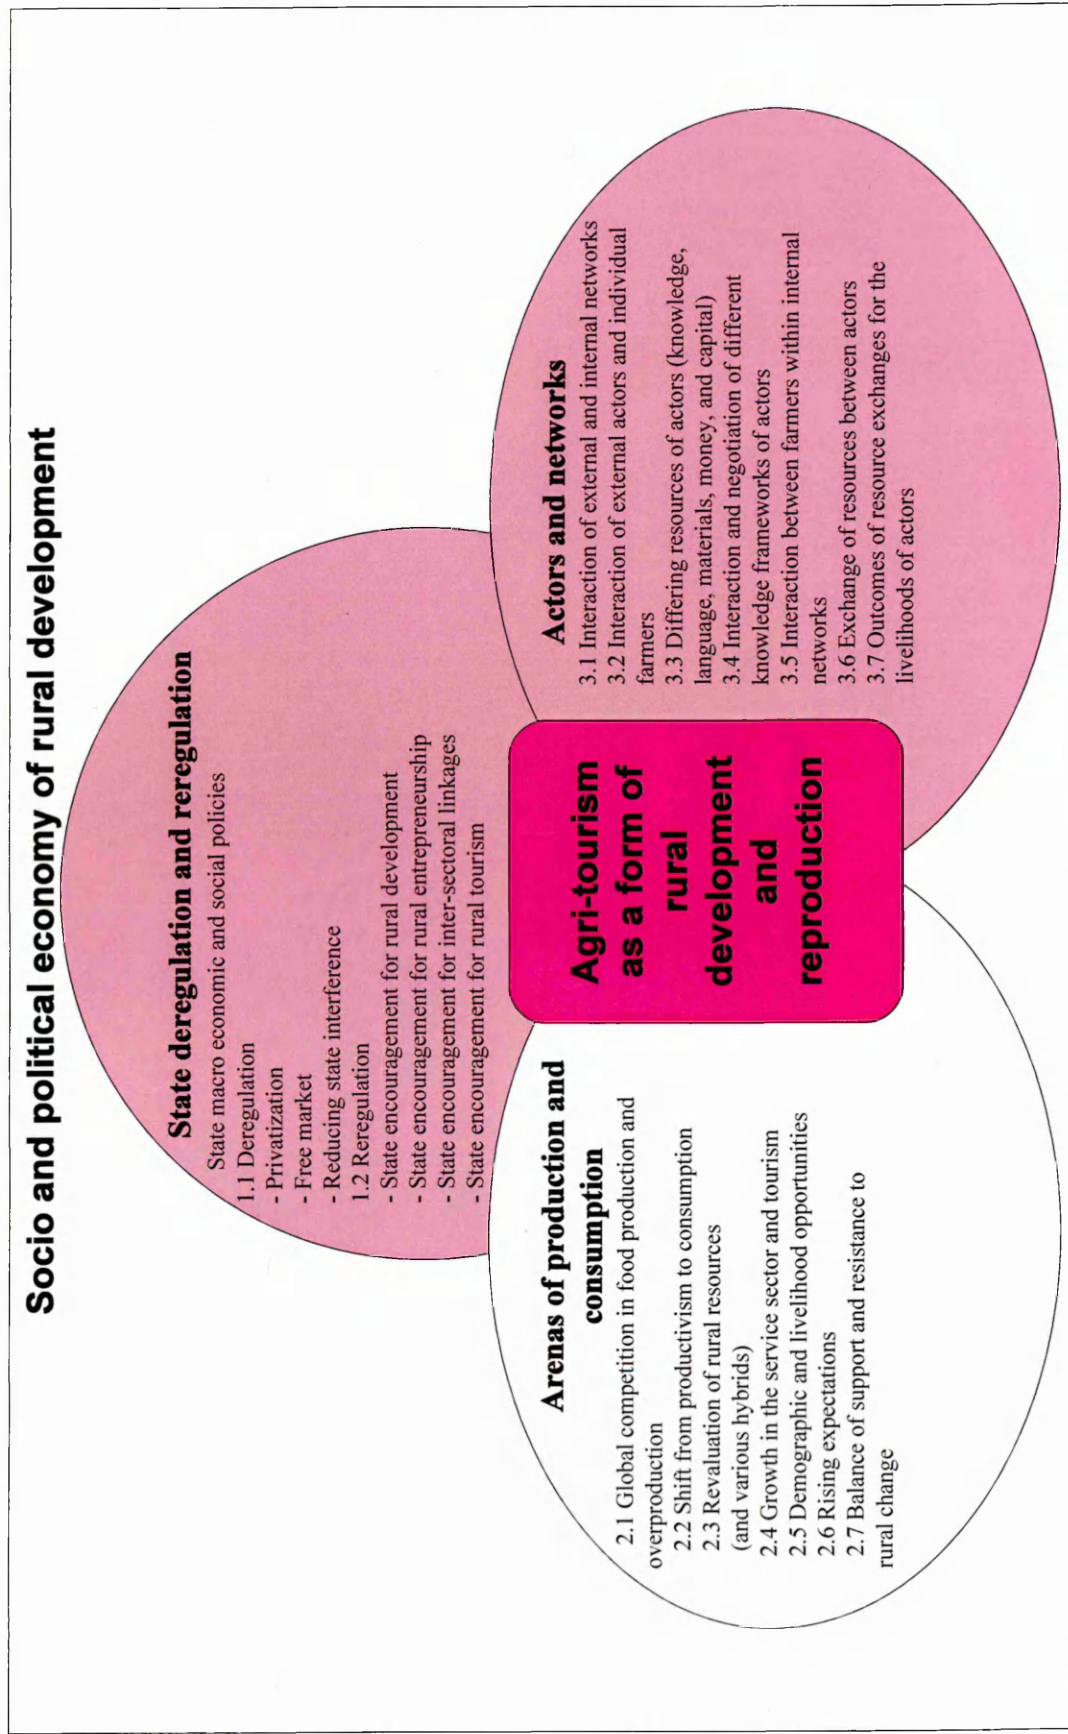 Socio and political economy of rural development
State deregulation and reregulation
State macro economic and social policies
1.1 Deregulation
- Privatization
- Free market
- Reducing state interference
1.2 Reregulation
- State encouragement for rural development
- State encouragement for rural entrepreneurship
- State encouragement for inter-sectoral linkages
- State encouragement for rural tourism
Arenas of production and
consumption
2.1 Global competition in food production and
overproduction
2.2 Shift from productivism to consumption
2.3 Revaluation of rural resources
(and various hybrids)
2.4 Growth in the service sector and tourism
2.5 Demographic and livelihood opportunities
2.6 Rising expectations
2.7 Balance of support and resistance to
rural change
Agri-tourism
as a form of
rural
development
and
reproduction
Actors and networks
3.1 Interaction of external and internal networks
3.2 Interaction of external actors and individual
farmers
3.3 Differing resources of actors (knowledge,
language, materials, money, and capital)
3.4 Interaction and negotiation of different
knowledge frameworks of actors
3.5 Interaction between farmers within internal
networks
3.6 Exchange of resources between actors
3.7 Outcomes of resource exchanges for the
livelihoods of actors